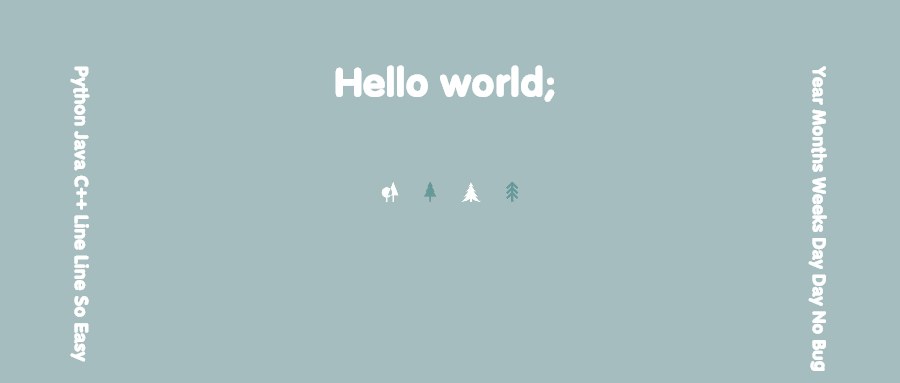 Hello world;
Python Java C++ Line Line So Easy
Year Months Weeks Day Day No Bug